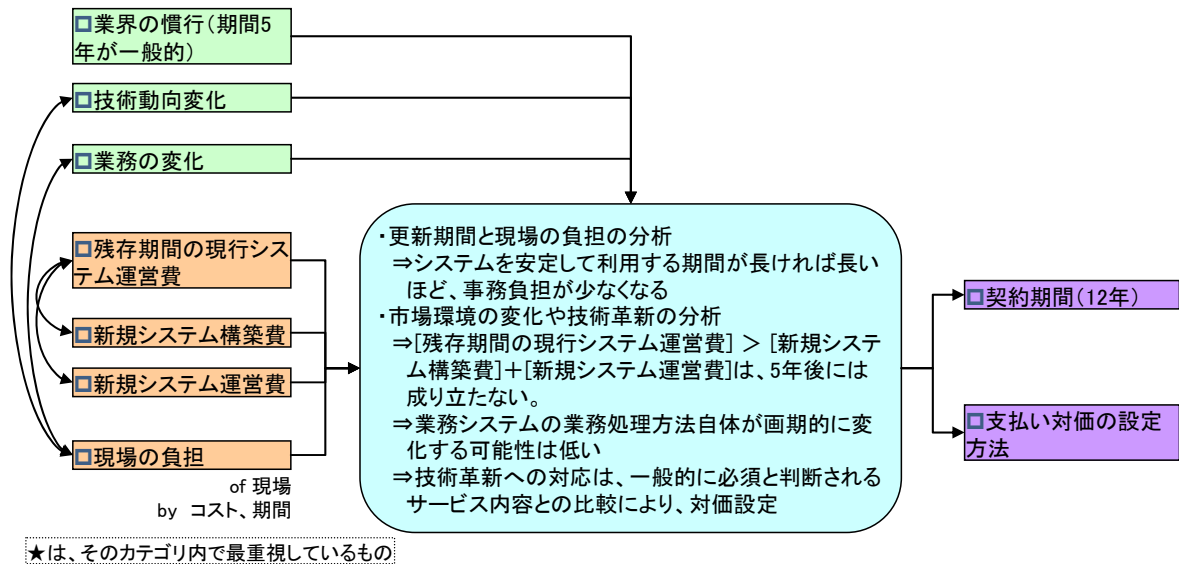 □業界の慣行(期間5
年が一般的)
□技術動向変化
□業務の変化
□残存期間の現行シス
テム運営費
□新規システム構築費
□新規システム運営費
□現場の負担
of 現場
by コスト、期間
★は、そのカテゴリ内で最重視しているもの
・更新期間と現場の負担の分析
⇒システムを安定して利用する期間が長ければ長い
ほど、事務負担が少なくなる
・市場環境の変化や技術革新の分析
⇒[残存期間の現行システム運営費] > [新規システ
ム構築費]+[新規システム運営費]は、5年後には
成り立たない。
⇒業務システムの業務処理方法自体が画期的に変
化する可能性は低い
⇒技術革新への対応は、一般的に必須と判断される
サービス内容との比較により、対価設定
□契約期間(12年)
□支払い対価の設定
方法